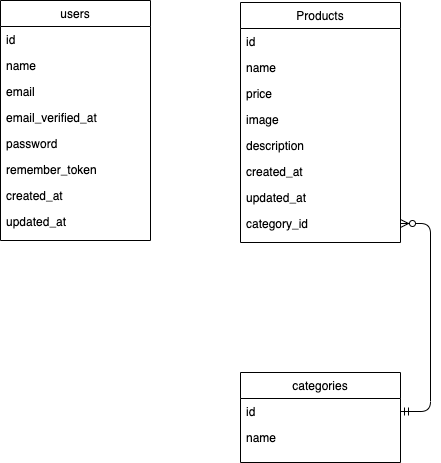 users
id
name
email
email_verified_at
password
remember_token
created_at
updated_at
Products
id
name
price
image
description
created_at
updated_at
category_id
categories
id
name